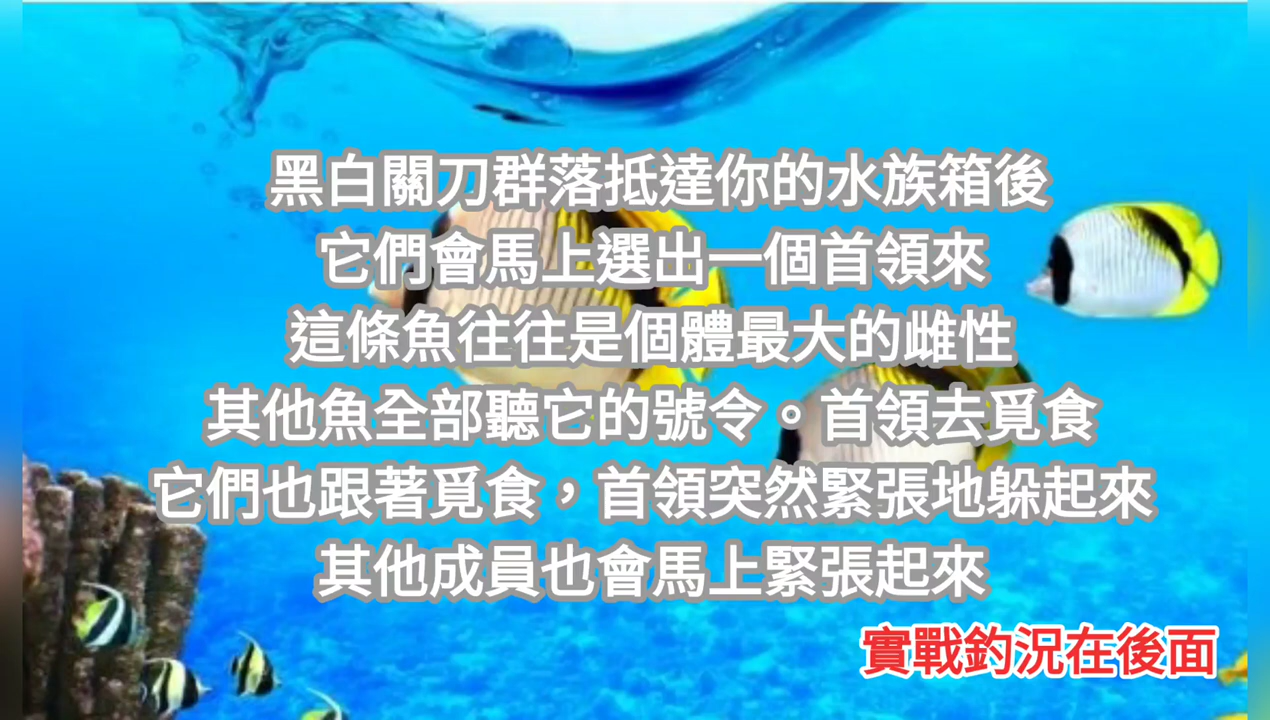 黑白關刀群落抵達你的水族箱後
它們會馬上選出一個首領來
這條魚往往是個體最大的雌性
其他魚全部聽它的號令。首領去覓食
它們也跟著覓食，首領突然緊張地躲起來
其他成員也會馬上緊張起來
實戰釣況在後面